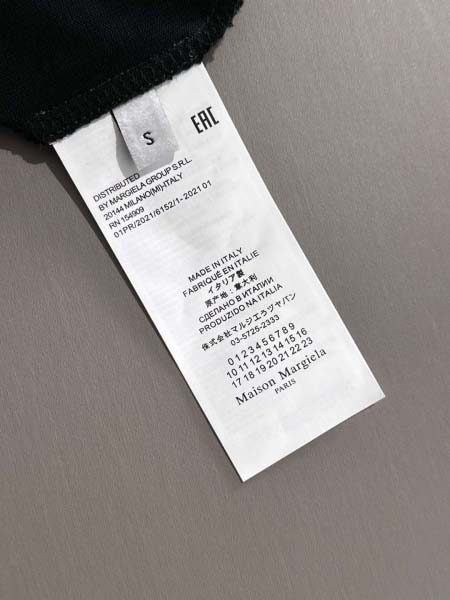 S
EAC
DISTRIBUTED
BY MARGIELA GROUP S.R.L.
20144 MILANO(MI)-ITALY
RN 154909
01PR/2021/6152/1-2021 01
MADE IN ITALY
FABRIQUÉ EN ITALIE
イタリア製
原产地:意大利
СДЕЛАНО В ИТАЛИИ
PRODUZIDO NA ITALIA
株式会社マルジエラジャパン
03-5725-2333
0 1 2 3 4 5 6 7 8 9
10 11 12 13 14 15 16
17 18 19 20 21 22 23
Maison Margiela
PARIS